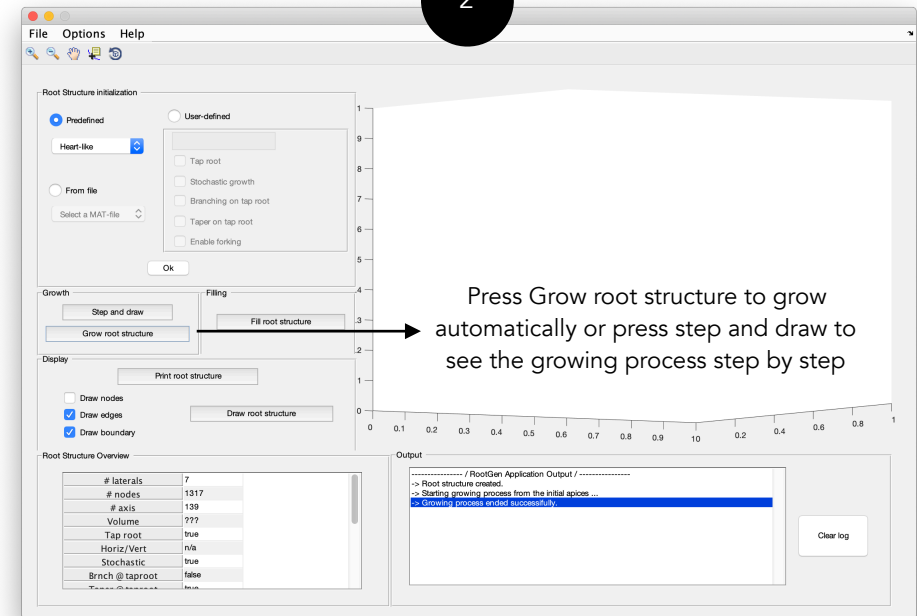 2
File Options Help
Root Structure initialization
Predefined
User-defined
Heart-like
Tap root
Stochastic growth
From file
Branching on tap root
Select a MAT-file
Taper on tap root
Enable forking
Ok
Growth
Filling
Step and draw
Fill root structure
Grow root structure
Display
Print root structure
Draw nodes
Draw edges
Draw root structure
Draw boundary
1
9
8
7
6
5
.4
.3
.2
1
0
0 0.1 0.2 0.3 0.4 0.5 0.6 0.7 0.8 0.9 10 0.2 0.4 0.6 0.8 1
Press Grow root structure to grow
automatically or press step and draw to
see the growing process step by step
Root Structure Overview
# laterals 7
# nodes 1317
# axis 139
Volume ???
Tap root true
Horiz/Vert n/a
Stochastic true
Brnch @ taproot false
Output
---------------- / RootGen Application Output / ----------------
-> Root structure created.
-> Starting growing process from the initial apices ...
-> Growing process ended successfully.
Clear log